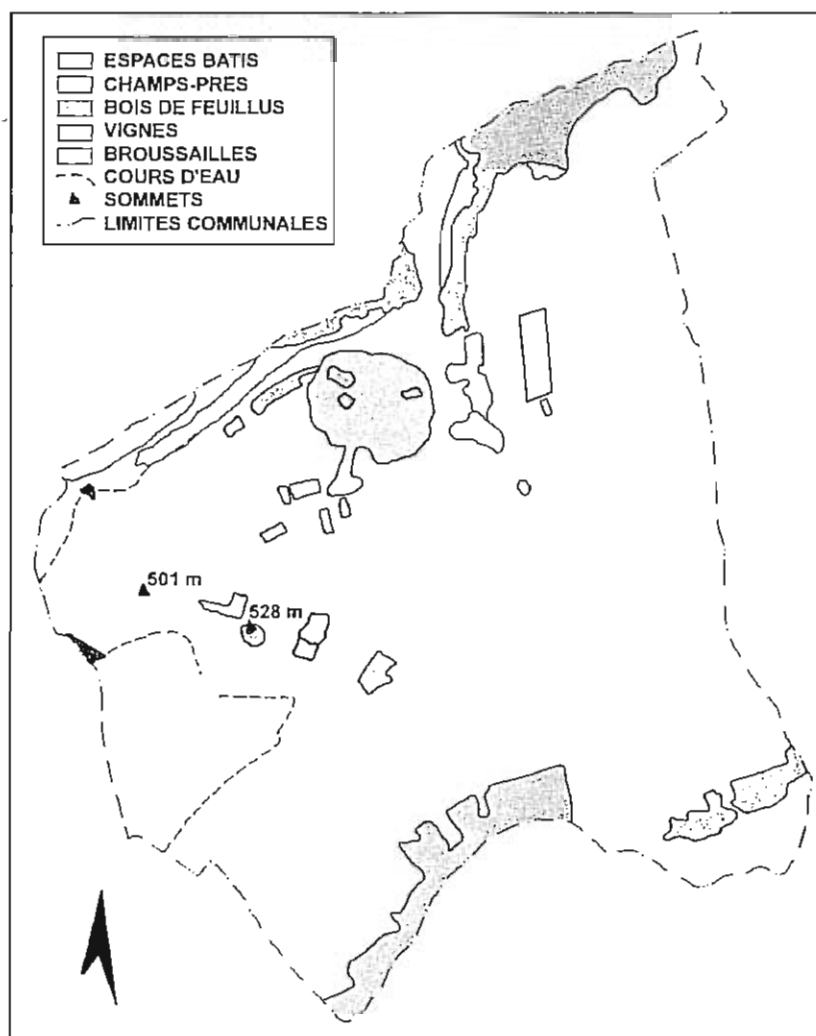 ESPACES BATIS
CHAMPS-PRES
BOIS DE FEUILLUS
VIGNES
BROUSSAILLES
COURS D'EAU
SOMMETS
LIMITES COMMUNALES
501 m
528 m